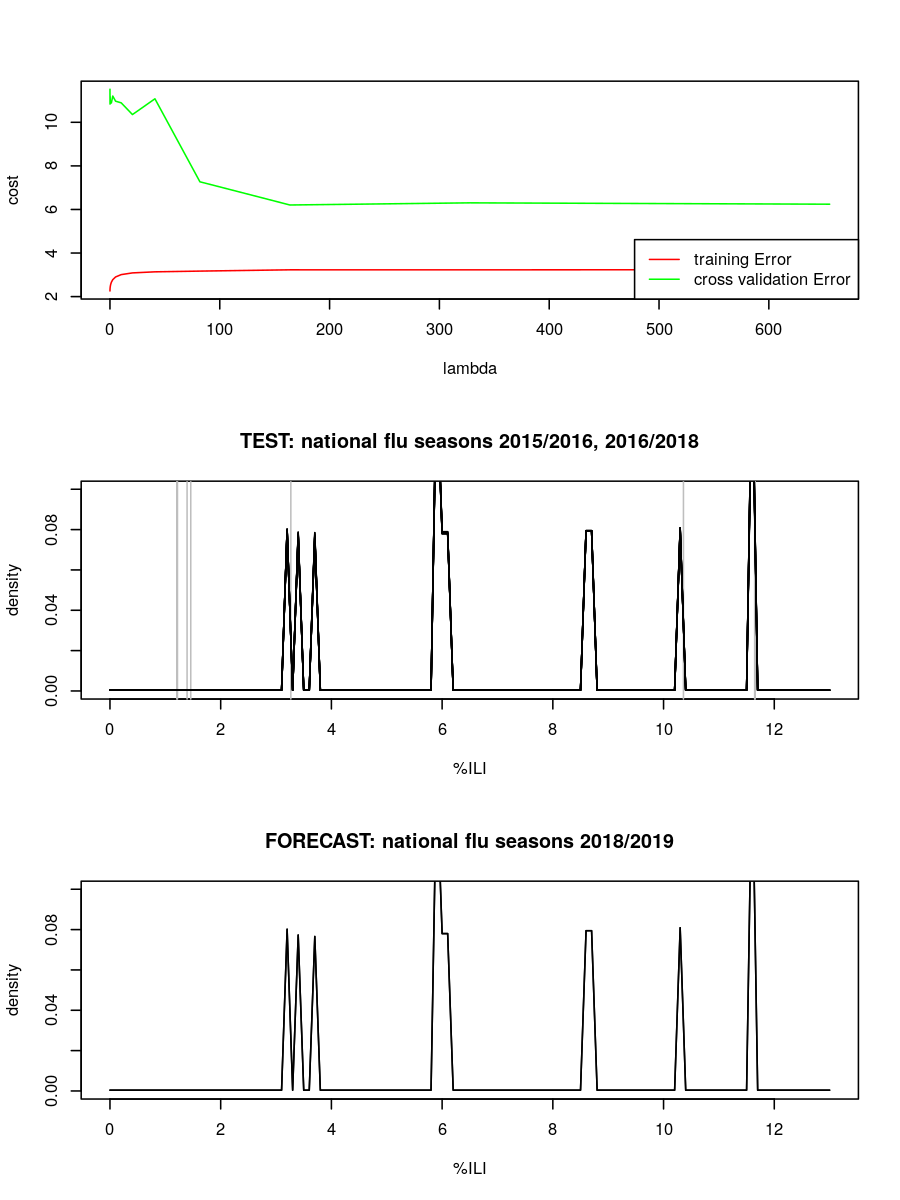 cost
2 4 6 8 10
training Error
cross validation Error
0 100 200 300 400 500 600
lambda
TEST: national flu seasons 2015/2016, 2016/2018
density
0.00 0.04 0.08
0 2 4 6 8 10 12
%ILI
FORECAST: national flu seasons 2018/2019
density
0.00 0.04 0.08
0 2 4 6 8 10 12
%ILI